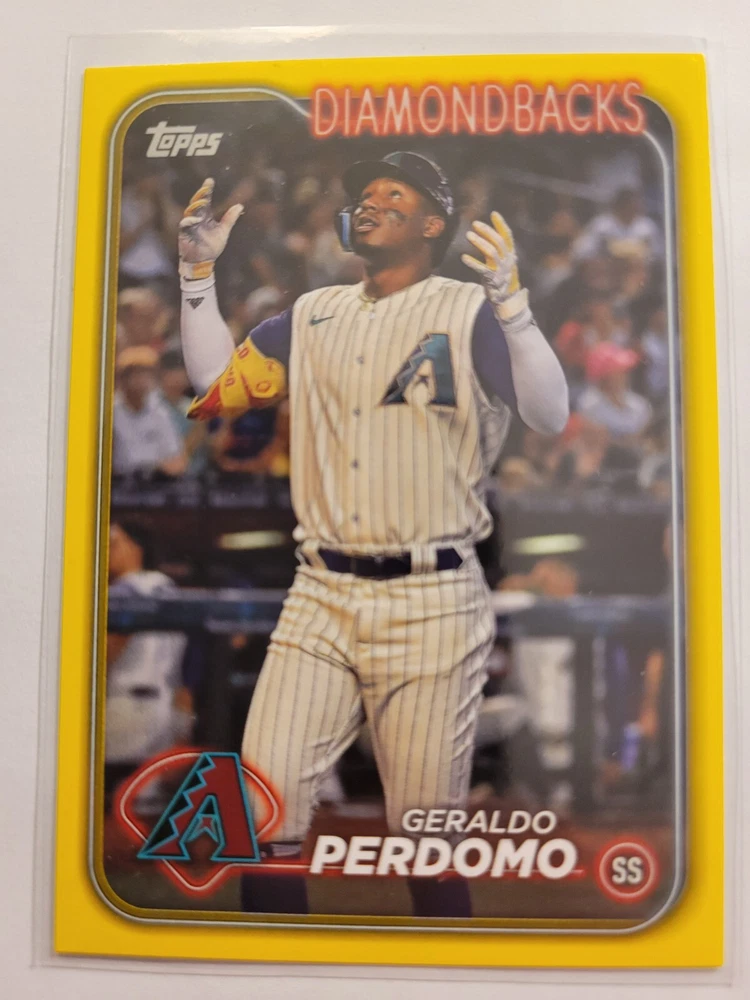 DIAMONDBACKS
Topps
A
A
GERALDO
PERDOMO
SS